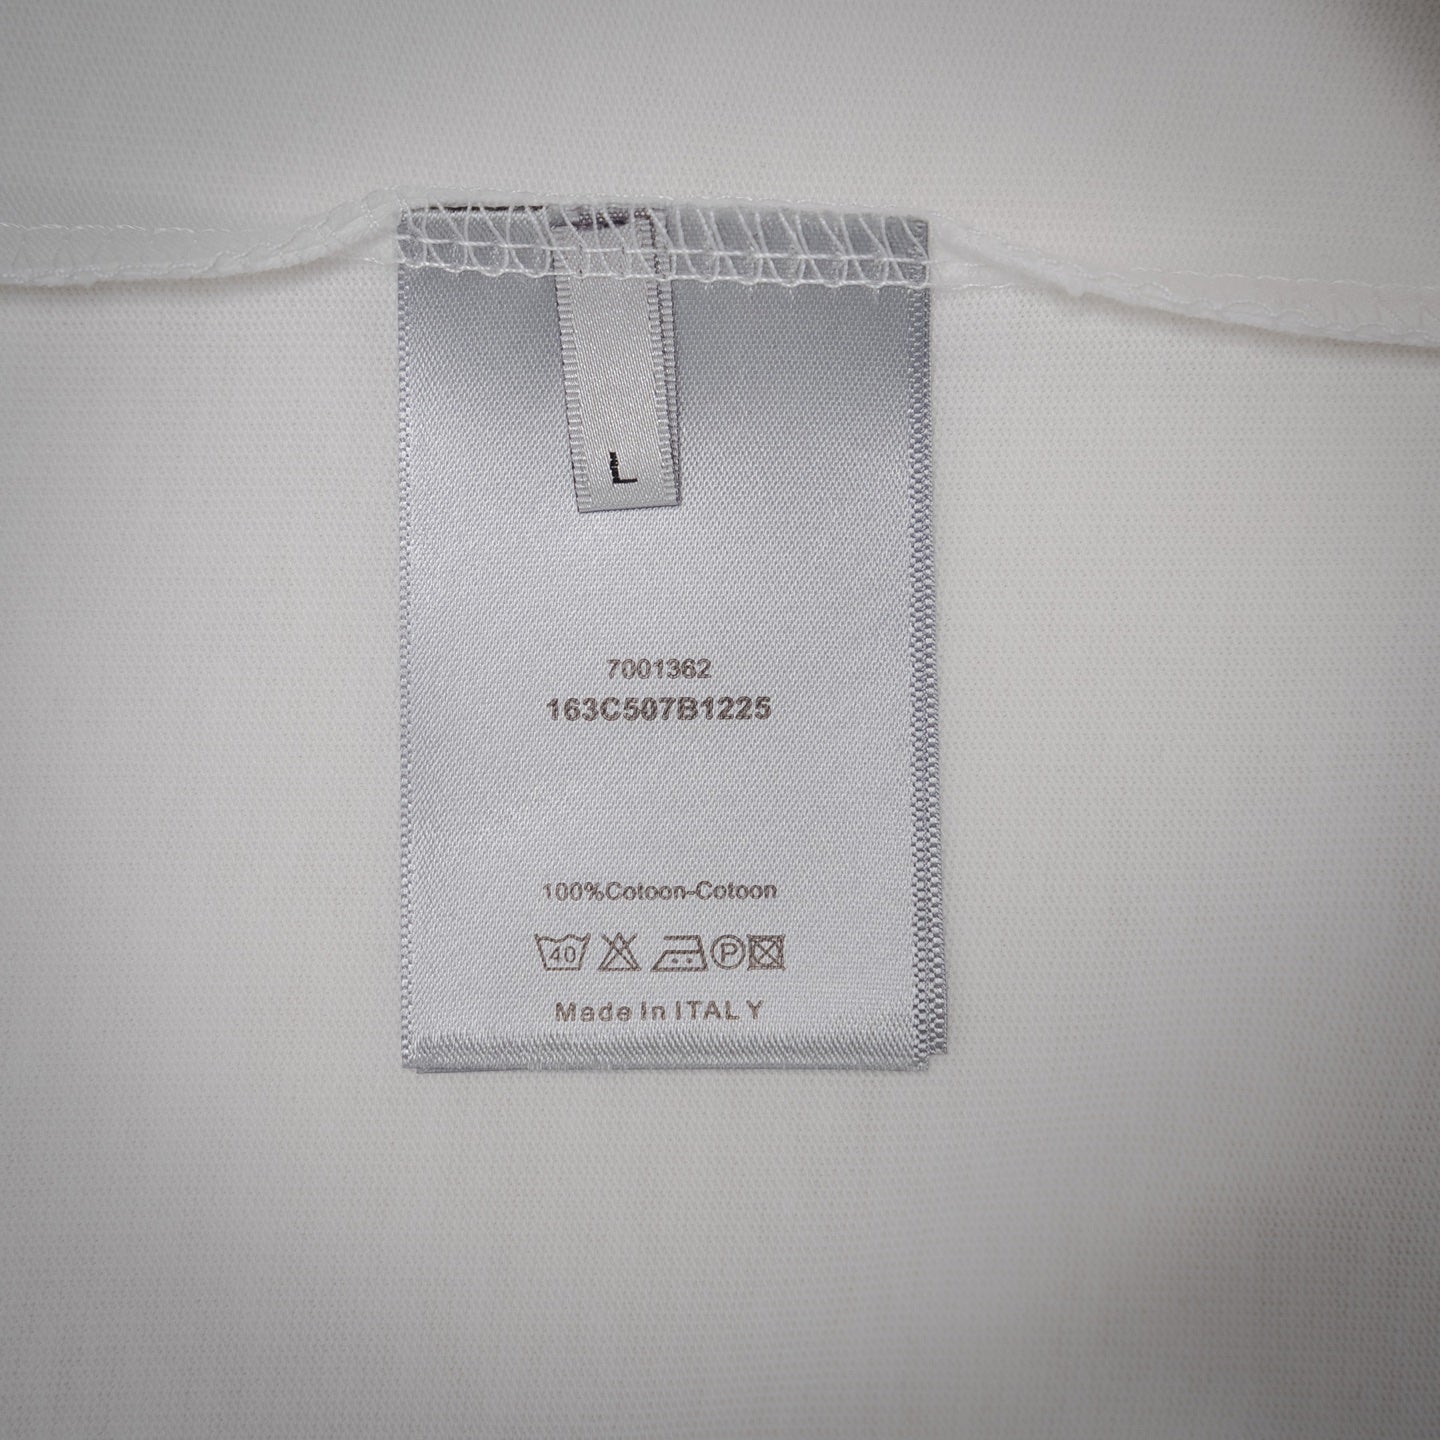 L
7001362
163C507B1225
100%Cotoon-Cotoon
40 P
Made In ITALY